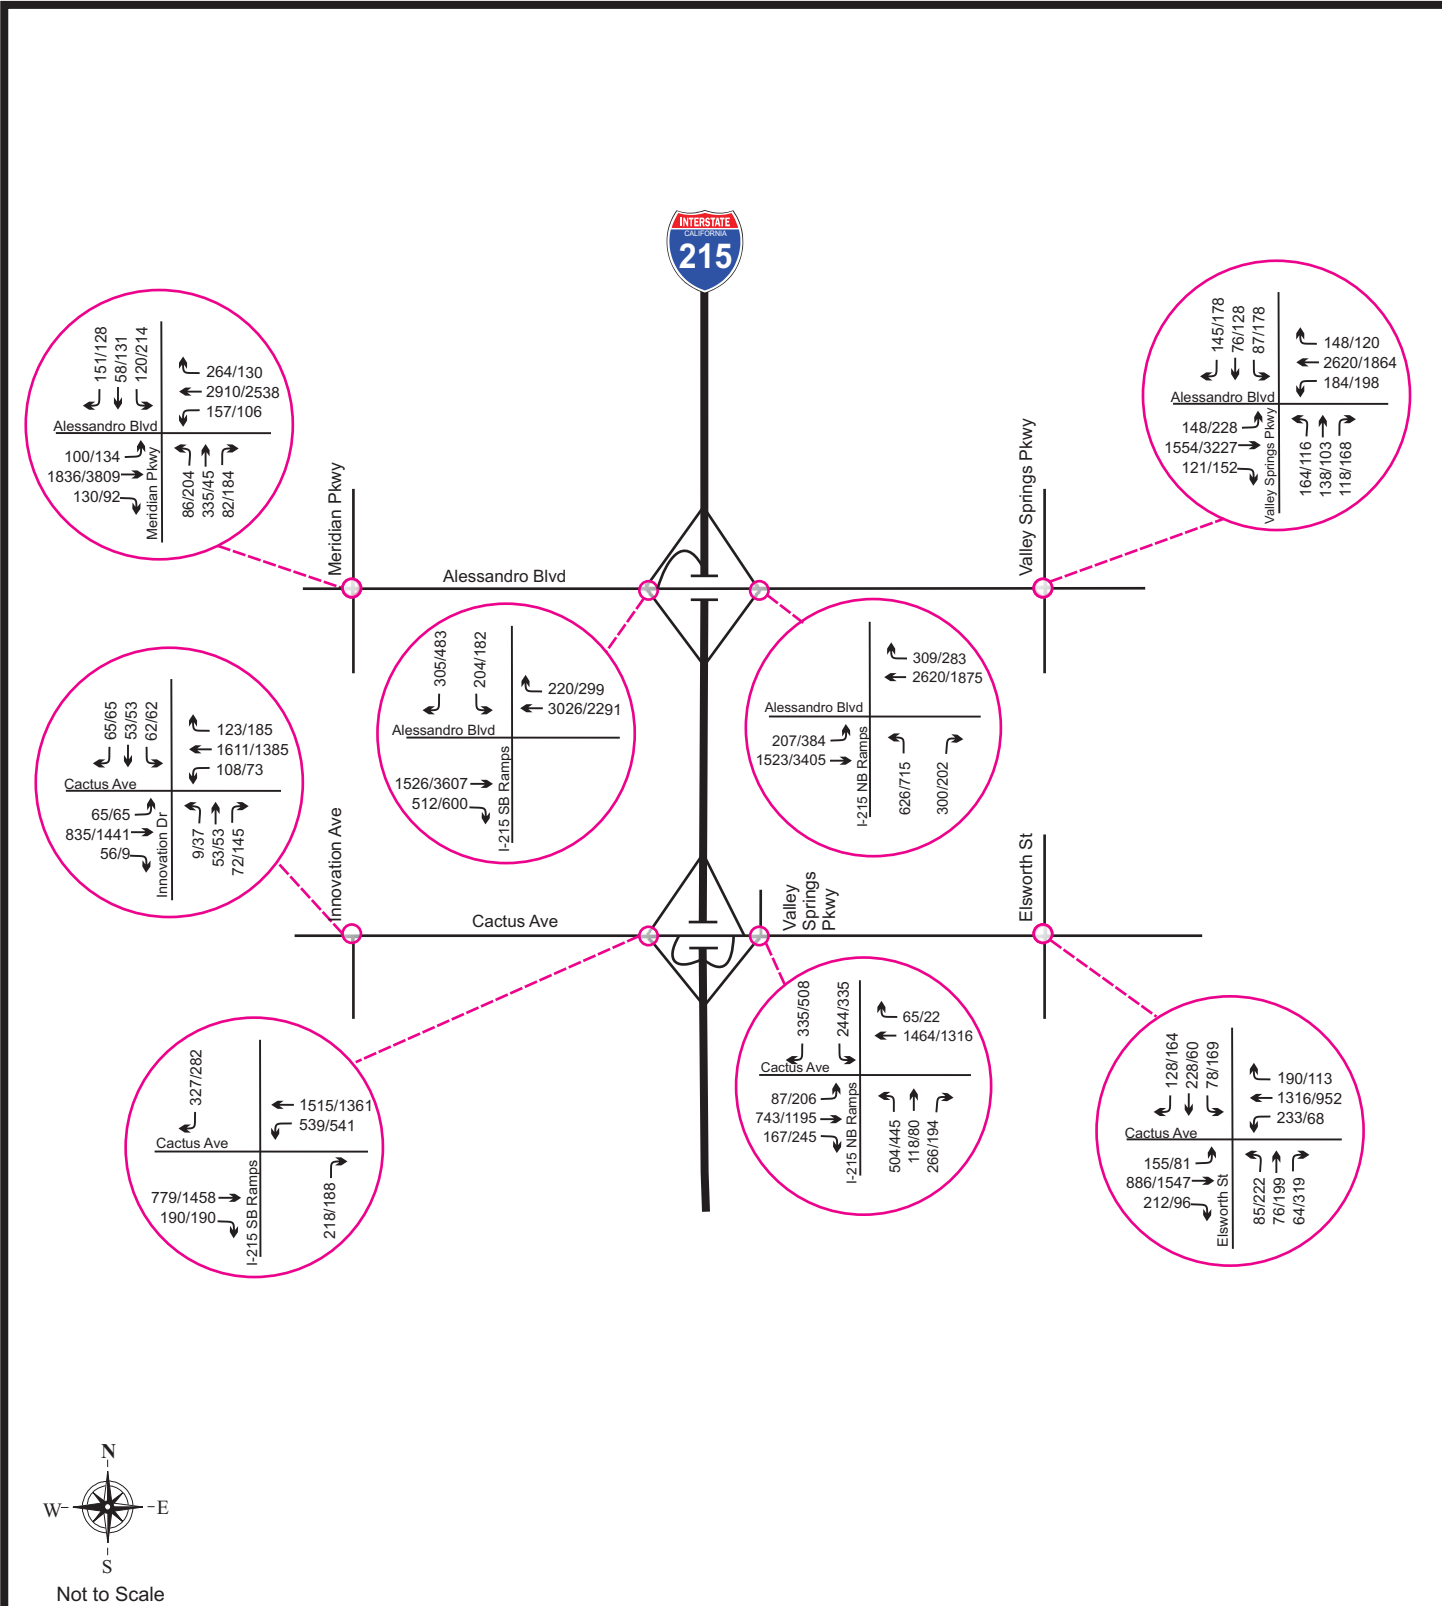 INTERSTATE
CALIFORNIA
215
151/128
58/131
120/214
264/130
2910/2538
157/106
Alessandro Blvd
100/134
1836/3809
130/92
Meridian Pkwy
86/204
335/45
82/184
145/178
76/128
87/178
148/120
2620/1864
184/198
Alessandro Blvd
148/228
1554/3227
121/152
Valley Springs Pkwy
164/116
138/103
118/168
Meridian Pkwy
Alessandro Blvd
Valley Springs Pkwy
305/483
204/182
220/299
3026/2291
Alessandro Blvd
1526/3607
512/600
I-215 SB Ramps
309/283
2620/1875
Alessandro Blvd
207/384
1523/3405
I-215 NB Ramps
626/715
300/202
65/65
53/53
62/62
123/185
1611/1385
108/73
Cactus Ave
65/65
835/1441
56/9
Innovation Dr
9/37
53/53
72/145
Innovation Ave
Cactus Ave
Valley
Springs
Pkwy
Elsworth St
327/282
1515/1361
539/541
Cactus Ave
779/1458
190/190
I-215 SB Ramps
218/188
335/508
244/335
65/22
1464/1316
Cactus Ave
87/206
743/1195
167/245
I-215 NB Ramps
504/445
118/80
266/194
128/164
228/60
78/169
190/113
1316/952
233/68
Cactus Ave
155/81
886/1547
212/96
Elsworth St
85/222
76/199
64/319
N
W
E
S
Not to Scale